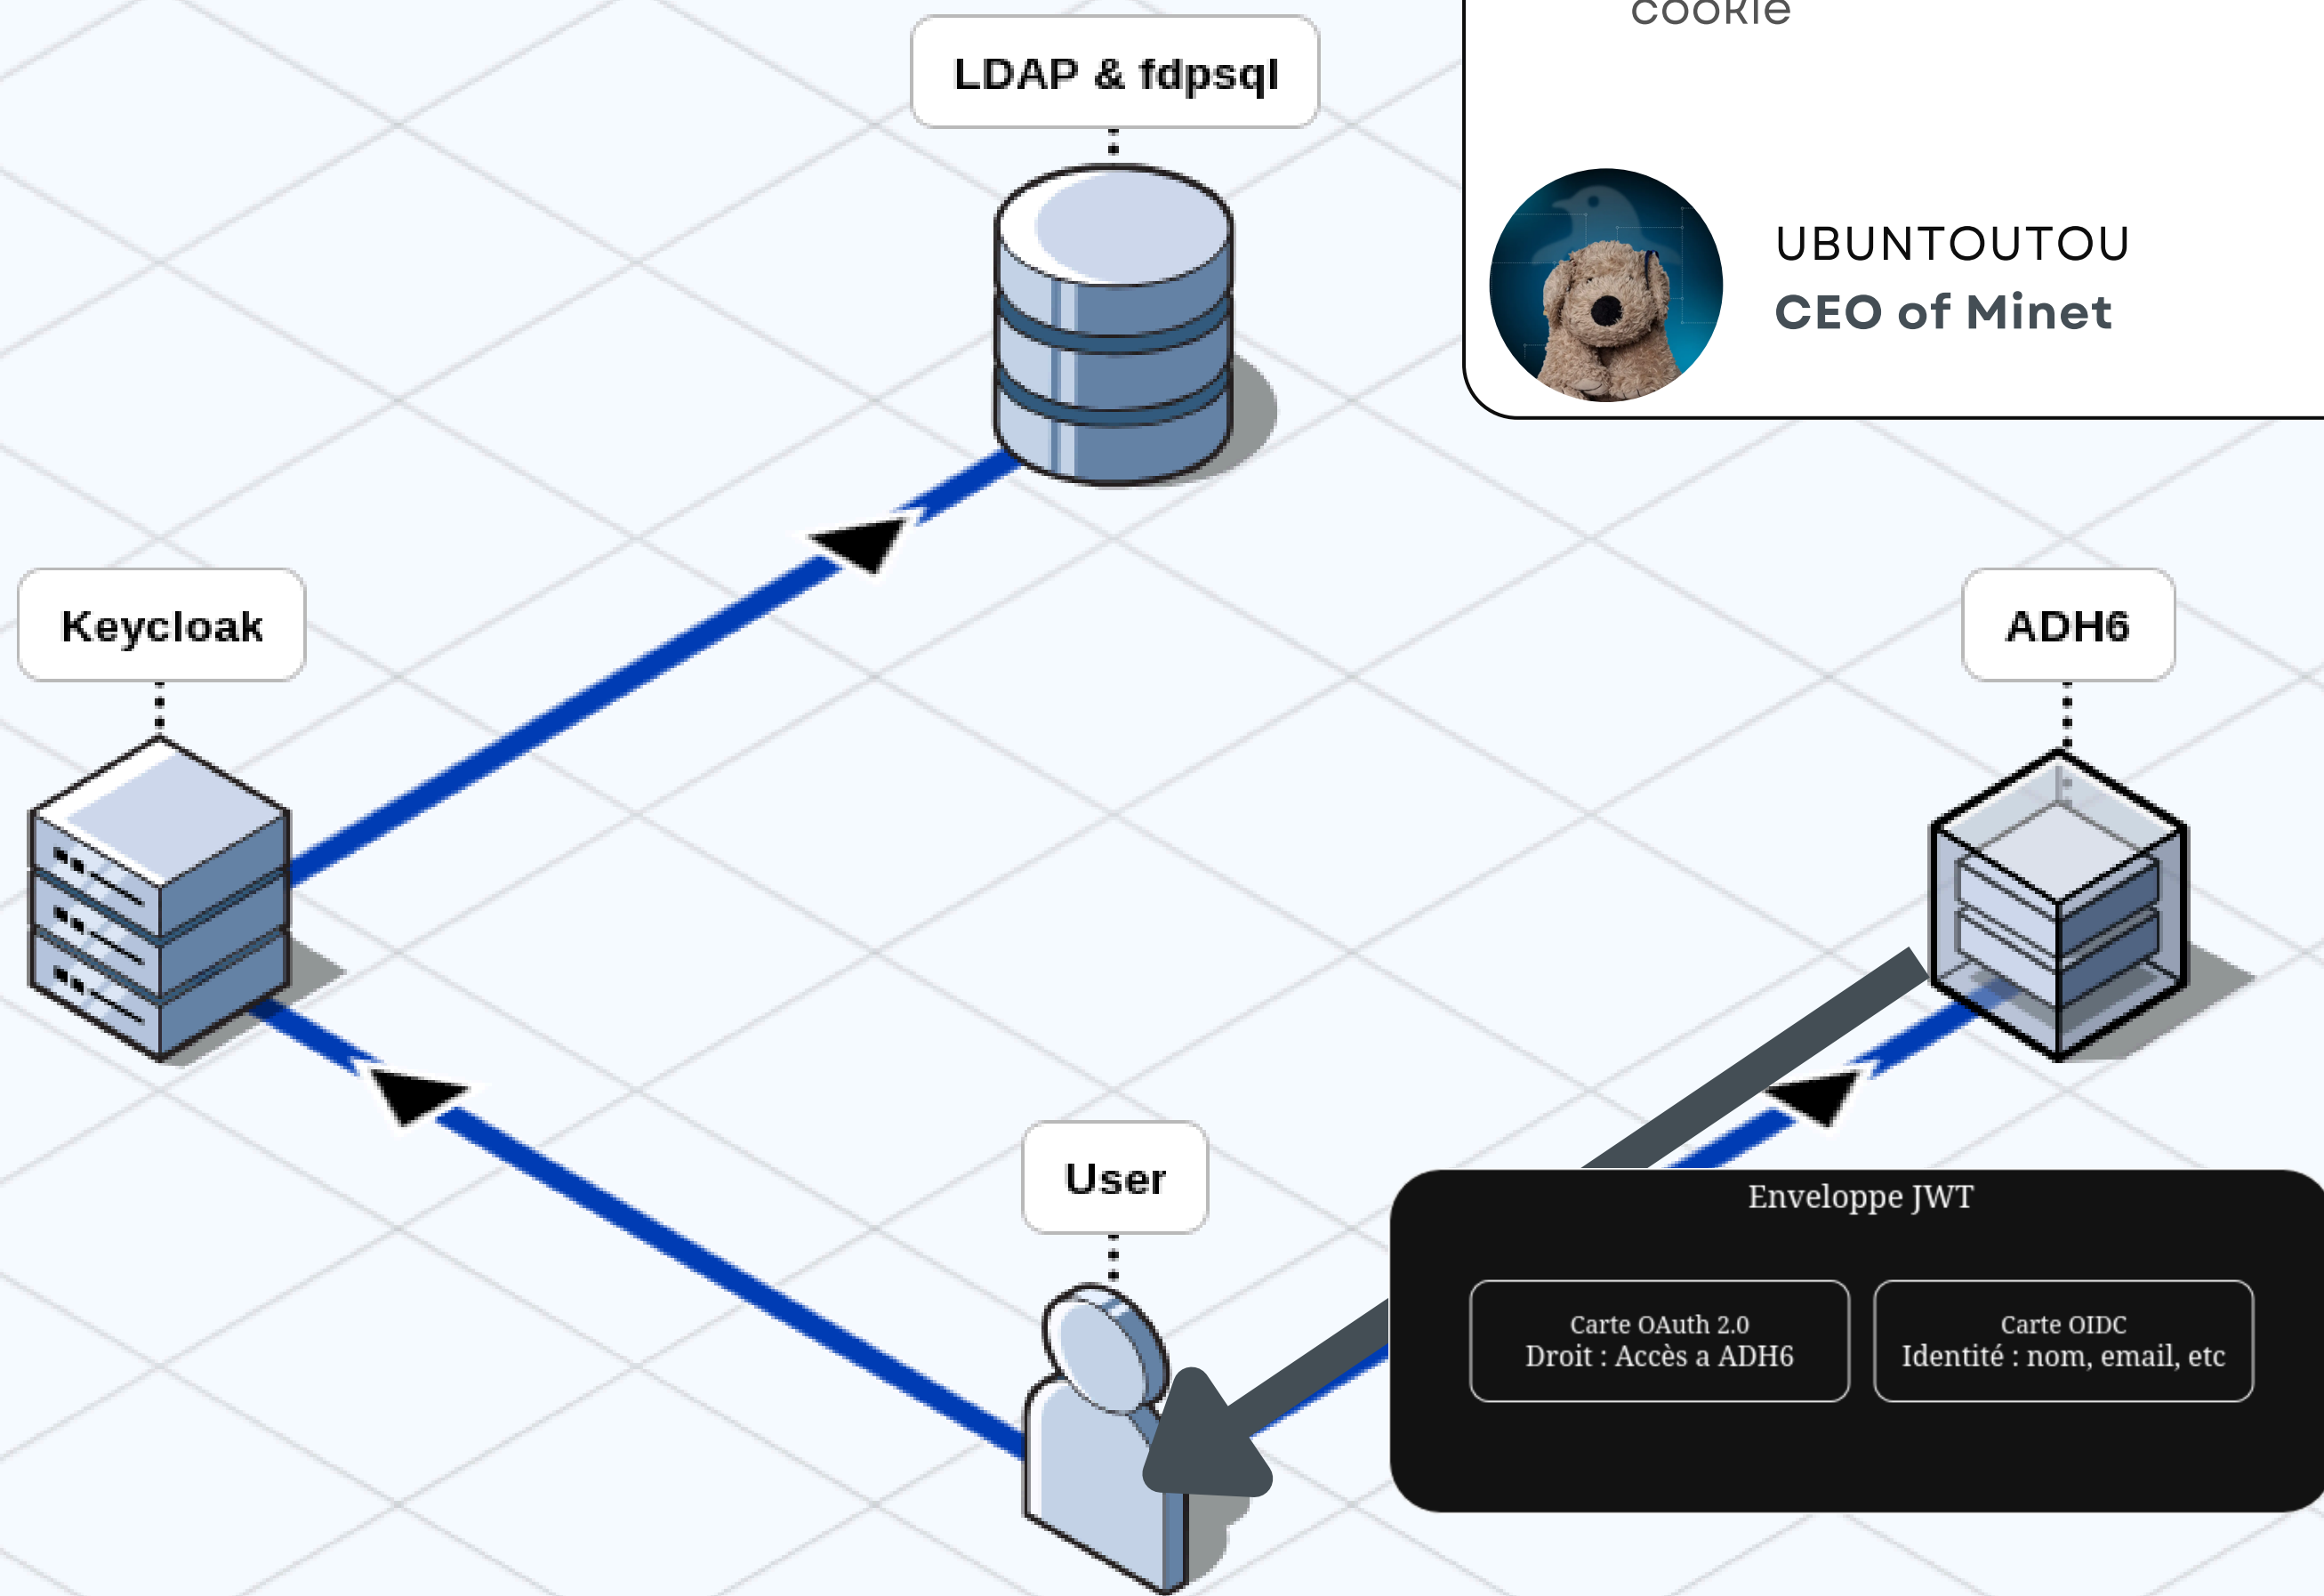 cookie
LDAP & fdpsql
UBUNTOUTOU
CEO of Minet
Keycloak
ADH6
User
Enveloppe JWT
Carte OAuth 2.0
Droit : Accès a ADH6
Carte OIDC
Identité : nom, email, etc